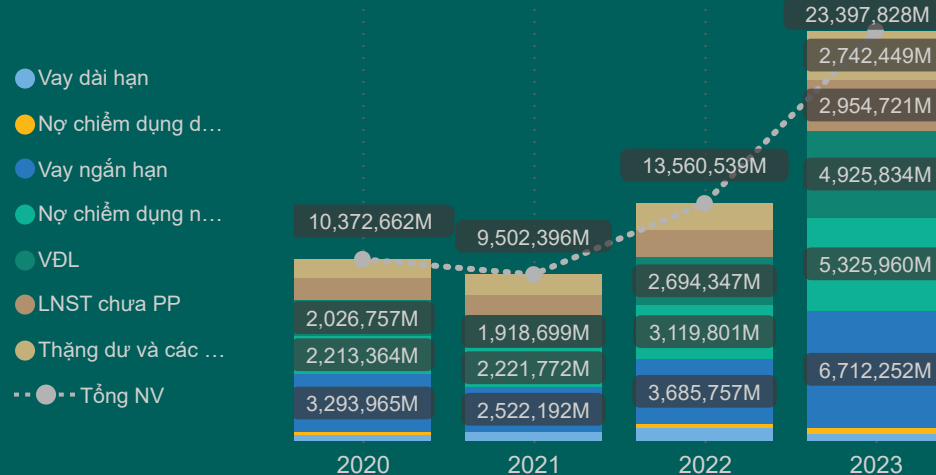 Vay dài hạn
Nợ chiếm dụng d…
Vay ngắn hạn
Nợ chiếm dụng n…
VĐL
LNST chưa PP
Thặng dư và các …
Tổng NV
10,372,662M
2,026,757M
2,213,364M
3,293,965M
2020
9,502,396M
1,918,699M
2,221,772M
2,522,192M
2021
13,560,539M
2,694,347M
3,119,801M
3,685,757M
2022
23,397,828M
2,742,449M
2,954,721M
4,925,834M
5,325,960M
6,712,252M
2023